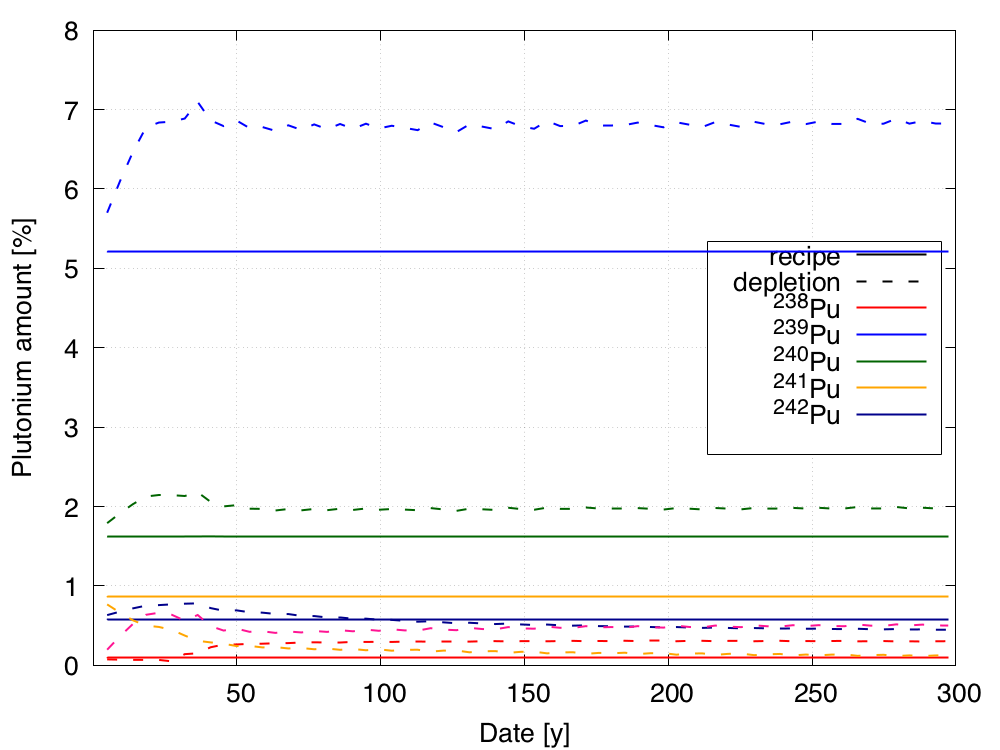 8
7
6
5
4
3
2
1
0
Plutonium amount [%]
recipe
depletion
²³⁸Pu
²³⁹Pu
²⁴⁰Pu
²⁴¹Pu
²⁴²Pu
50 100 150 200 250 300
Date [y]